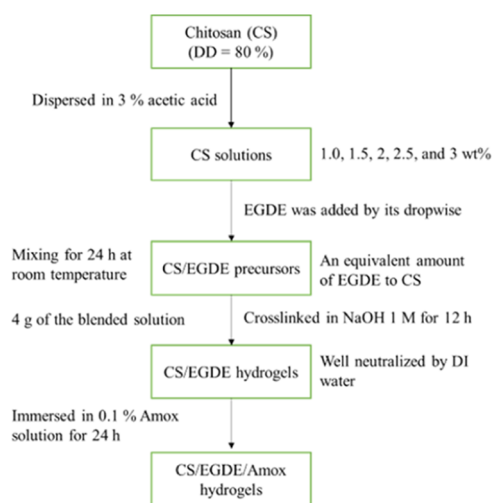 Chitosan (CS)
(DD = 80 %)
Dispersed in 3 % acetic acid
CS solutions
1.0, 1.5, 2, 2.5, and 3 wt%
EGDE was added by its dropwise
Mixing for 24 h at
room temperature
CS/EGDE precursors
An equivalent amount
of EGDE to CS
4 g of the blended solution
Crosslinked in NaOH 1 M for 12 h
CS/EGDE hydrogels
Well neutralized by DI
water
Immersed in 0.1 % Amox
solution for 24 h
CS/EGDE/Amox
hydrogels